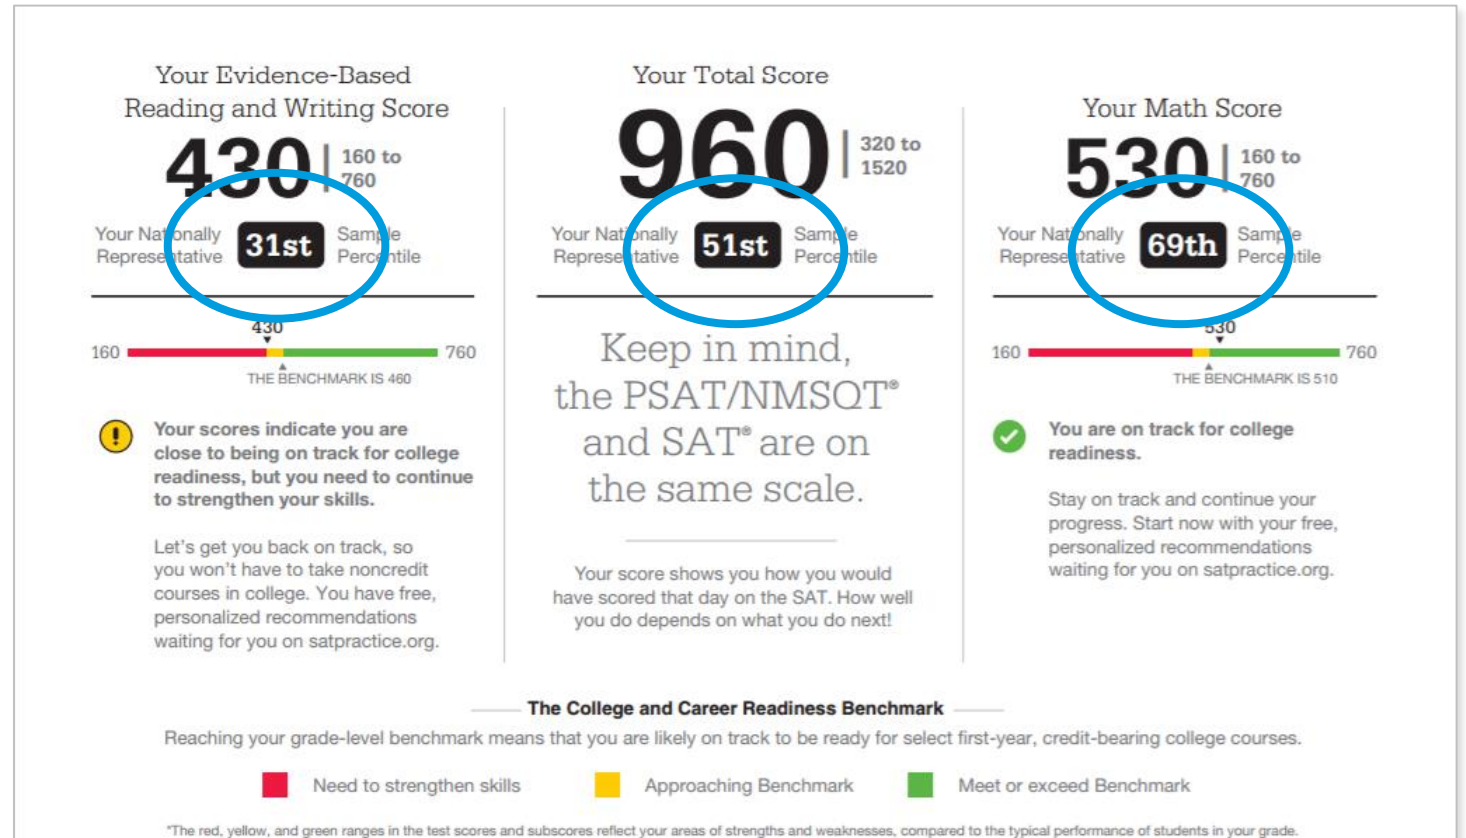 Your Evidence-Based
Reading and Writing Score
430
160 to
760
Your Nationally
Representative
31st
Sample
Percentile
430
160
760
THE BENCHMARK IS 460
Your scores indicate you are
close to being on track for college
readiness, but you need to continue
to strengthen your skills.
Let's get you back on track, so
you won't have to take noncredit
courses in college. You have free,
personalized recommendations
waiting for you on satpractice.org.
Your Total Score
960
320 to
1520
Your Nationally
Representative
51st
Sample
Percentile
Keep in mind,
the PSAT/NMSQT®
and SAT® are on
the same scale.
Your score shows you how you would
have scored that day on the SAT. How well
you do depends on what you do next!
Your Math Score
530
160 to
760
Your Nationally
Representative
69th
Sample
Percentile
530
160
760
THE BENCHMARK IS 510
You are on track for college
readiness.
Stay on track and continue your
progress. Start now with your free,
personalized recommendations
waiting for you on satpractice.org.
The College and Career Readiness Benchmark
Reaching your grade-level benchmark means that you are likely on track to be ready for select first-year, credit-bearing college courses.
Need to strengthen skills
Approaching Benchmark
Meet or exceed Benchmark
*The red, yellow, and green ranges in the test scores and subscores reflect your areas of strengths and weaknesses, compared to the typical performance of students in your grade.